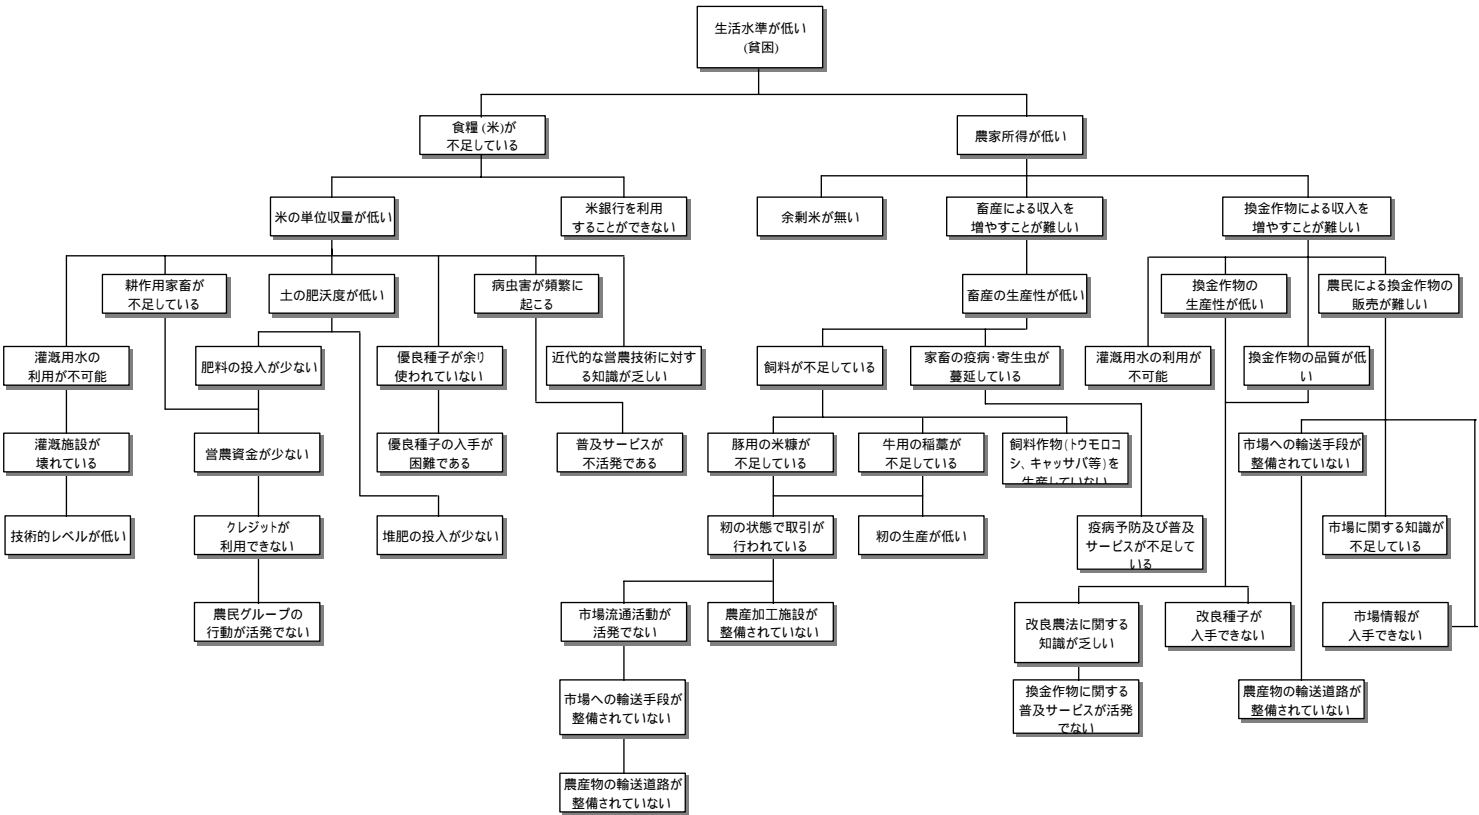 生活水準が低い
(貧困)
食糧(米)が
不足している
農家所得が低い
米の単位収量が低い
米銀行を利用
することができない
余剰米が無い
畜産による収入を
増やすことが難しい
換金作物による収入を
増やすことが難しい
耕作用家畜が
不足している
土の肥沃度が低い
病虫害が頻繁に
起こる
畜産の生産性が低い
換金作物の
生産性が低い
農民による換金作物の
販売が難しい
灌漑用水の
利用が不可能
肥料の投入が少ない
優良種子が余り
使われていない
近代的な営農技術に対す
る知識が乏しい
飼料が不足している
家畜の疫病・寄生虫が
蔓延している
灌漑用水の利用が
不可能
換金作物の品質が低
い
灌漑施設が
壊れている
営農資金が少ない
優良種子の入手が
困難である
普及サービスが
不活発である
豚用の米糠が
不足している
牛用の稲藁が
不足している
飼料作物(トウモロコ
シ、キャッサバ等)を
生産していない
市場への輸送手段が
整備されていない
技術的レベルが低い
クレジットが
利用できない
堆肥の投入が少ない
籾の状態で取引が
行われている
籾の生産が低い
疫病予防及び普及
サービスが不足して
いる
市場に関する知識が
不足している
農民グループの
行動が活発でない
市場流通活動が
活発でない
農産加工施設が
整備されていない
改良農法に関する
知識が乏しい
改良種子が
入手できない
市場情報が
入手できない
市場への輸送手段が
整備されていない
換金作物に関する
普及サービスが活発
でない
農産物の輸送道路が
整備されていない
農産物の輸送道路が
整備されていない